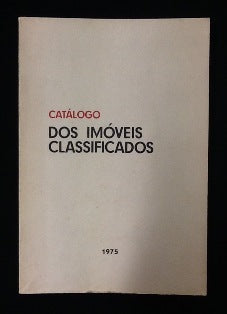 CATÁLOGO
DOS IMÓVEIS
CLASSIFICADOS
1975